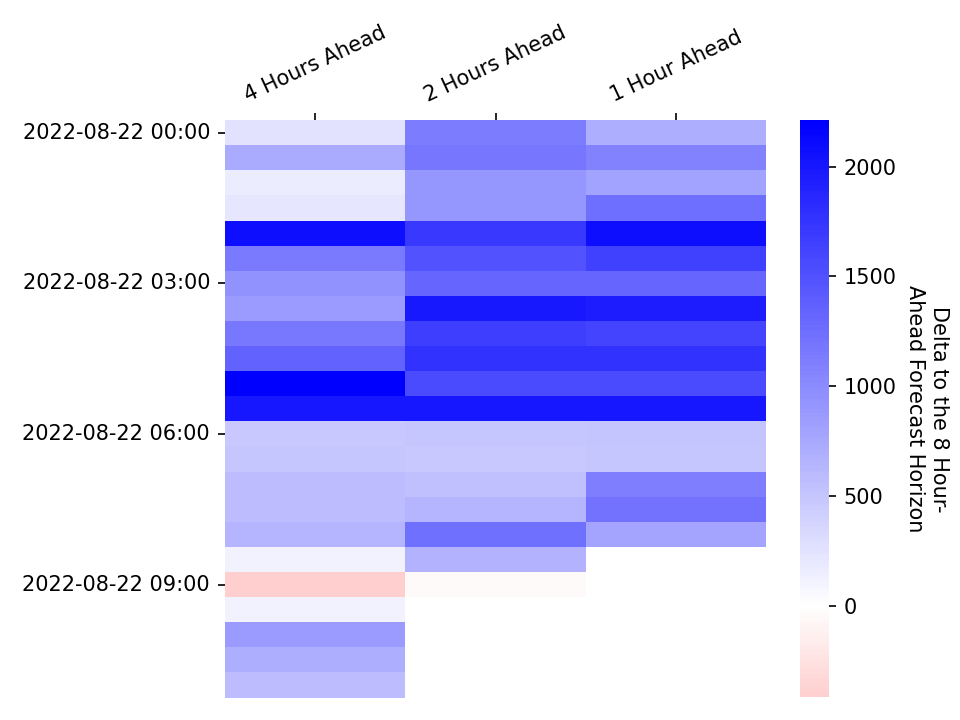 4 Hours Ahead
2 Hours Ahead
1 Hour Ahead
2022-08-22 00:00
2022-08-22 03:00
2022-08-22 06:00
2022-08-22 09:00
2000
1500
1000
500
0
Delta to the 8 Hour-
Ahead Forecast Horizon